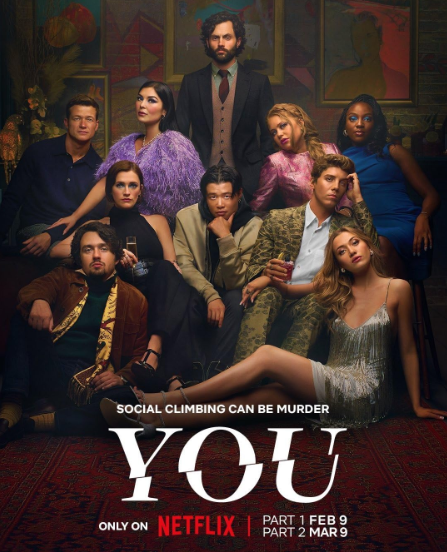 SOCIAL CLIMBING CAN BE MURDER
YOU
ONLY ON NETFLIX | PART 1 FEB 9
PART 2 MAR 9